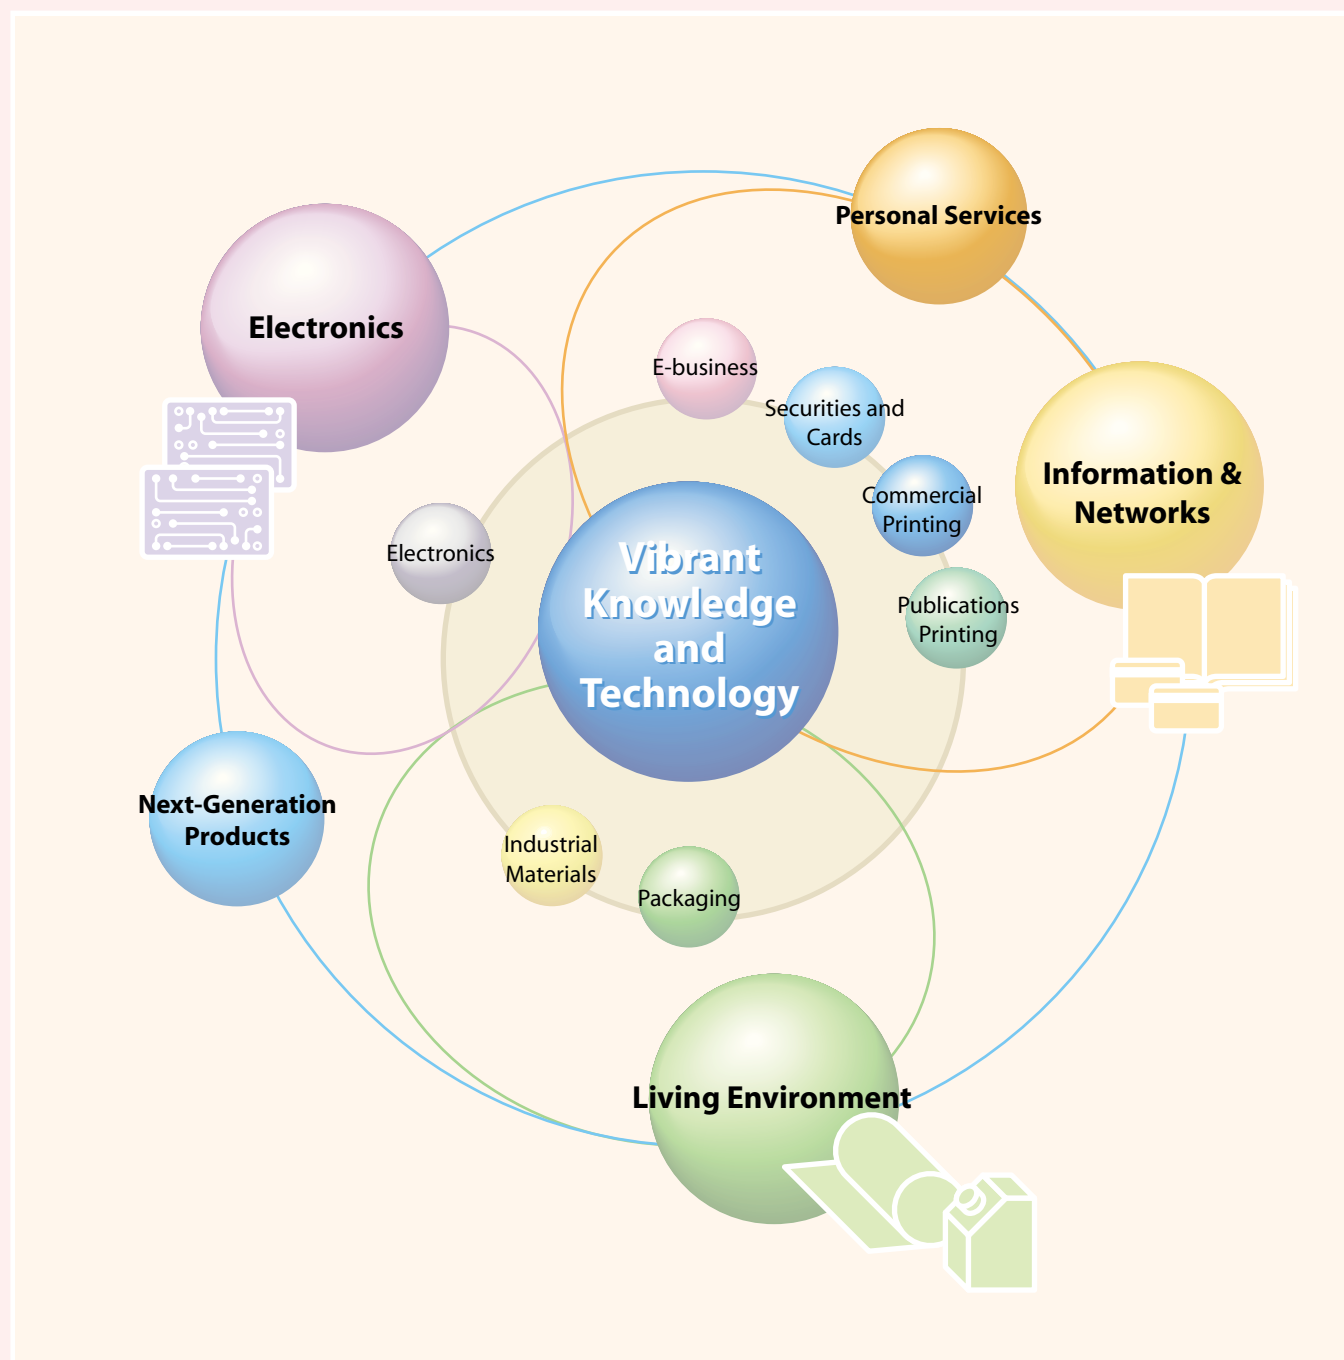 Personal Services
Electronics
E-business
Securities and
Cards
Information &
Networks
Commercial
Printing
Electronics
Vibrant
Knowledge
and
Technology
Publications
Printing
Next-Generation
Products
Industrial
Materials
Packaging
Living Environment